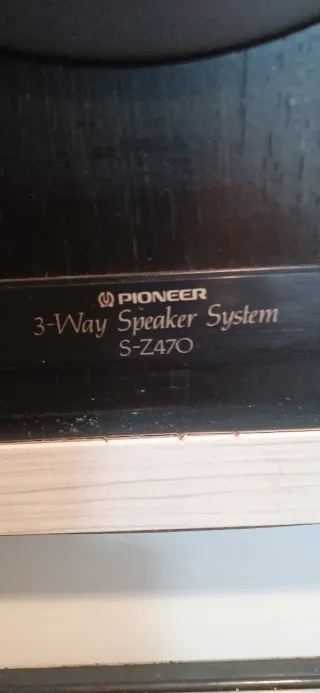 PIONEER
3-Way Speaker System
S-Z470